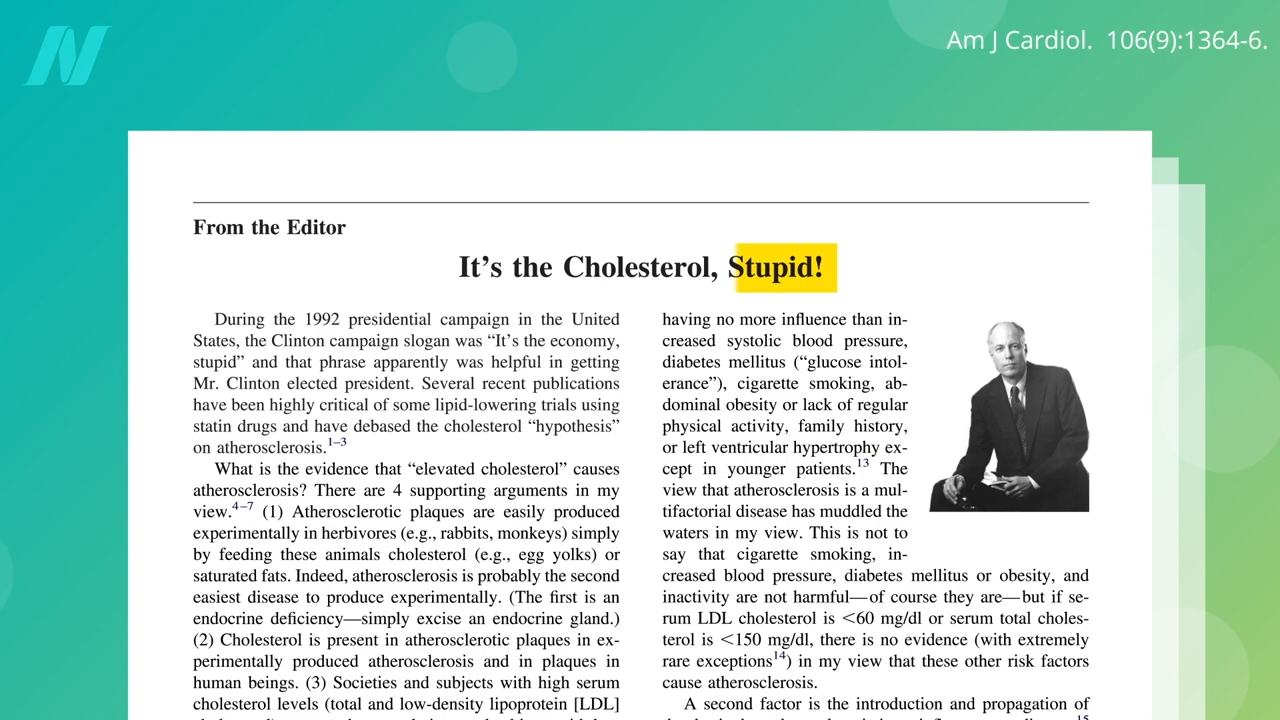 Am J Cardiol. 106(9):1364-6.
From the Editor
It’s the Cholesterol, Stupid!
During the 1992 presidential campaign in the United
States, the Clinton campaign slogan was “It’s the economy,
stupid” and that phrase apparently was helpful in getting
Mr. Clinton elected president. Several recent publications
have been highly critical of some lipid-lowering trials using
statin drugs and have debased the cholesterol “hypothesis”
on atherosclerosis.1–3
What is the evidence that “elevated cholesterol” causes
atherosclerosis? There are 4 supporting arguments in my
view.4–7 (1) Atherosclerotic plaques are easily produced
experimentally in herbivores (e.g., rabbits, monkeys) simply
by feeding these animals cholesterol (e.g., egg yolks) or
saturated fats. Indeed, atherosclerosis is probably the second
easiest disease to produce experimentally. (The first is an
endocrine deficiency—simply excise an endocrine gland.)
(2) Cholesterol is present in atherosclerotic plaques in ex-
perimentally produced atherosclerosis and in plaques in
human beings. (3) Societies and subjects with high serum
cholesterol levels (total and low-density lipoprotein [LDL]
having no more influence than in-
creased systolic blood pressure,
diabetes mellitus (“glucose intol-
erance”), cigarette smoking, ab-
dominal obesity or lack of regular
physical activity, family history,
or left ventricular hypertrophy ex-
cept in younger patients.13 The
view that atherosclerosis is a mul-
tifactorial disease has muddled the
waters in my view. This is not to
say that cigarette smoking, in-
creased blood pressure, diabetes mellitus or obesity, and
inactivity are not harmful—of course they are—but if se-
rum LDL cholesterol is <60 mg/dl or serum total choles-
terol is <150 mg/dl, there is no evidence (with extremely
rare exceptions14) in my view that these other risk factors
cause atherosclerosis.
A second factor is the introduction and propagation of